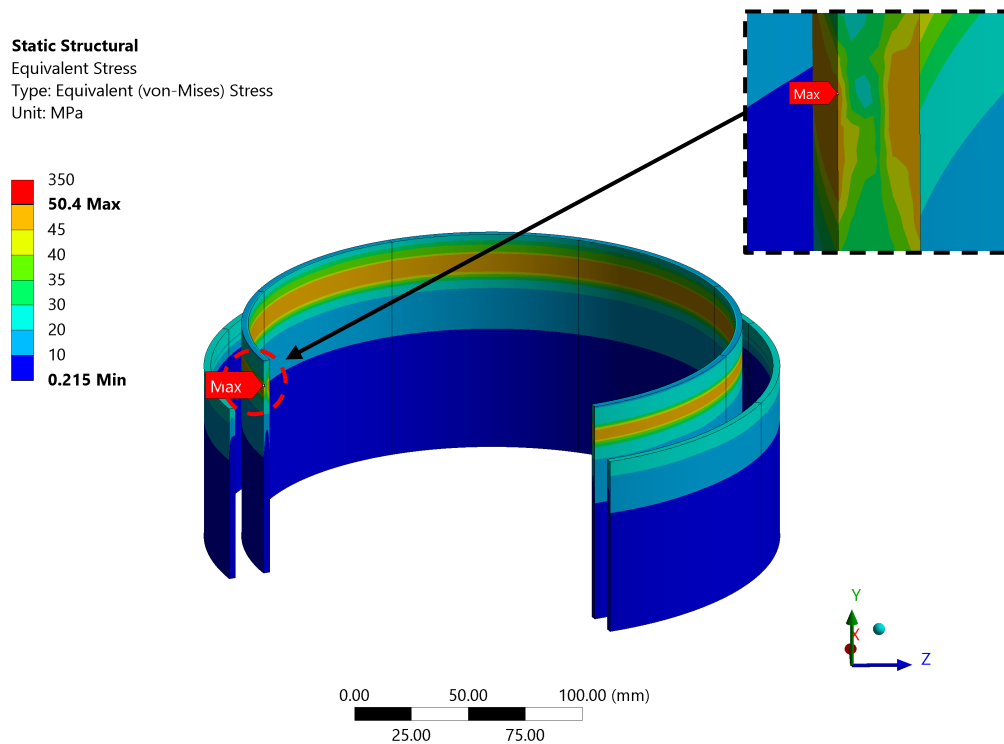 Static Structural
Equivalent Stress
Type: Equivalent (von-Mises) Stress
Unit: MPa
350
50.4 Max
45
40
35
30
20
10
0.215 Min
Max
Max
Y
X
Z
0.00 50.00 100.00 (mm)
25.00 75.00